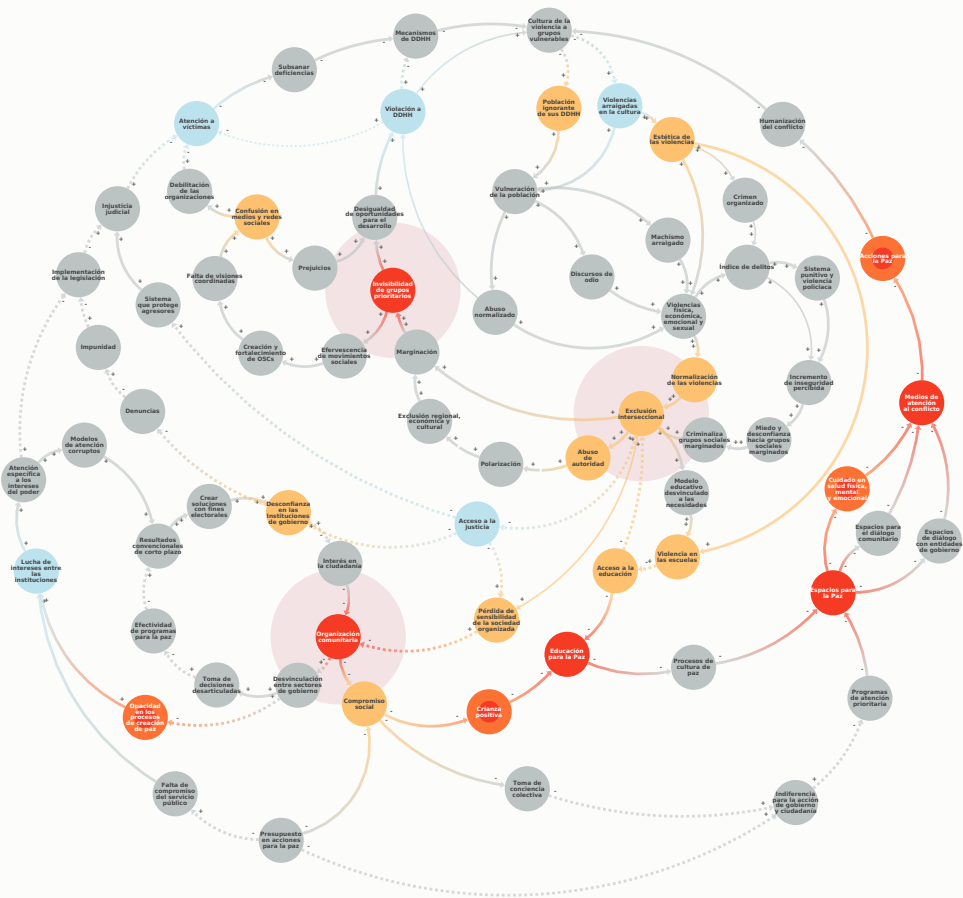 Cultura de la
violencia a
grupos
vulnerables
Mecanismos
de DDHH
Subsanar
deficiencias
Atención a
víctimas
Violación a
DDHH
Población
ignorante
de sus DDHH
Violencias
arraigadas
en la cultura
Estética de
las violencias
Humanización
del conflicto
Debilitación
de las
organizaciones
Injusticia
judicial
Confusión en
medios y redes
sociales
Desigualdad
de oportunidades
para el
desarrollo
Vulneración
de la población
Crimen
organizado
Machismo
arraigado
Acciones para
la Paz
Implementación
de la legislación
Falta de visiones
coordinadas
Prejuicios
Invisibilidad
de grupos
prioritarios
Discursos de
odio
Índice de delitos
Sistema
punitivo y
violencia
policiaca
Sistema
que protege
agresores
Abuso
normalizado
Violencias
física,
económica,
emocional y
sexual
Impunidad
Creación y
fortalecimiento
de OSCs
Efervescencia
de movimientos
sociales
Marginación
Normalización
de las violencias
Incremento
de inseguridad
percibida
Medios de
atención
al conflicto
Denuncias
Exclusión regional,
económica y
cultural
Exclusión
interseccional
Criminaliza
grupos sociales
marginados
Miedo y
desconfianza
hacia grupos
sociales
marginados
Modelos
de atención
corruptos
Polarización
Abuso
de
autoridad
Atención
específica
a los
intereses
del poder
Modelo
educativo
desvinculado
a las
necesidades
Cuidado en
salud física,
mental
y emocional
Crear
soluciones
con fines
electorales
Desconfianza
en las
Instituciones
de gobierno
Acceso a la
justicia
Espacios para
el diálogo
comunitario
Espacios
de diálogo
con entidades
de gobierno
Resultados
convencionales
de corto plazo
Interés en
la ciudadanía
Violencia en
las escuelas
Lucha de
intereses entre
las
instituciones
Acceso a la
educación
Espacios para
la Paz
Pérdida de
sensibilidad
de la sociedad
organizada
Efectividad
de programas
para la paz
Organización
comunitaria
Educación
para la Paz
Procesos de
cultura de
paz
Toma de
decisiones
desarticuladas
Desvinculación
entre sectores
de gobierno
Programas
de atención
prioritaria
Opacidad
en los
procesos
de creación
de paz
Compromiso
social
Crianza
positiva
Falta de
compromiso
del servicio
público
Toma de
conciencia
colectiva
Indiferencia
para la acción
de gobierno
y ciudadanía
Presupuesto
en acciones
para la paz